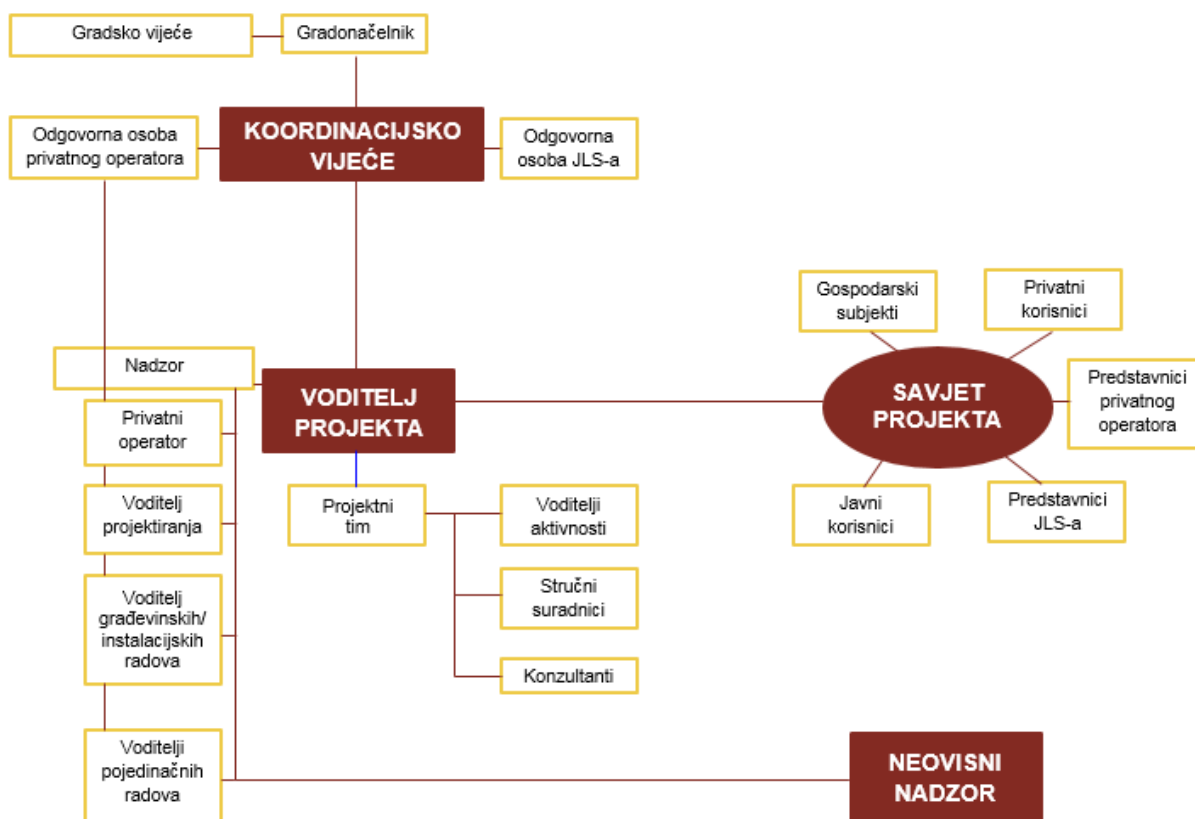 Gradsko vijeće
Gradonačelnik
Odgovorna osoba
privatnog operatora
KOORDINACIJSKO
VIJEĆE
Odgovorna
osoba JLS-a
Gospodarski
subjekti
Privatni
korisnici
Nadzor
VODITELJ
PROJEKTA
SAVJET
PROJEKTA
Predstavnici
privatnog
operatora
Privatni
operator
Voditelj
projektiranja
Projektni
tim
Voditelji
aktivnosti
Javni
korisnici
Predstavnici
JLS-a
Stručni
suradnici
Voditelj
građevinskih/
instalacijskih
radova
Konzultanti
Voditelji
pojedinačnih
radova
NEOVISNI
NADZOR